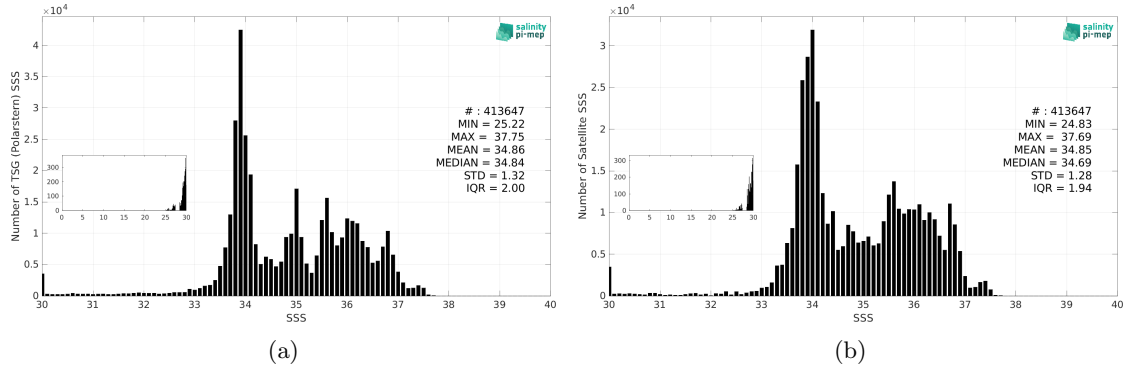 ×10⁴
salinity
pi-mep
Number of TSG (Polarstern) SSS
4
3.5
3
2.5
2
1.5
1
0.5
0
# : 413647
MIN = 25.22
MAX = 37.75
MEAN = 34.86
MEDIAN = 34.84
STD = 1.32
IQR = 2.00
300
200
100
0
0 5 10 15 20 25 30
30 31 32 33 34 35 36 37 38 39 40
SSS
(a)
×10⁴
salinity
pi-mep
Number of Satellite SSS
3
2.5
2
1.5
1
0.5
0
# : 413647
MIN = 24.83
MAX = 37.69
MEAN = 34.85
MEDIAN = 34.69
STD = 1.28
IQR = 1.94
300
200
100
0
5 10 15 20 25 30
30 31 32 33 34 35 36 37 38 39 40
SSS
(b)